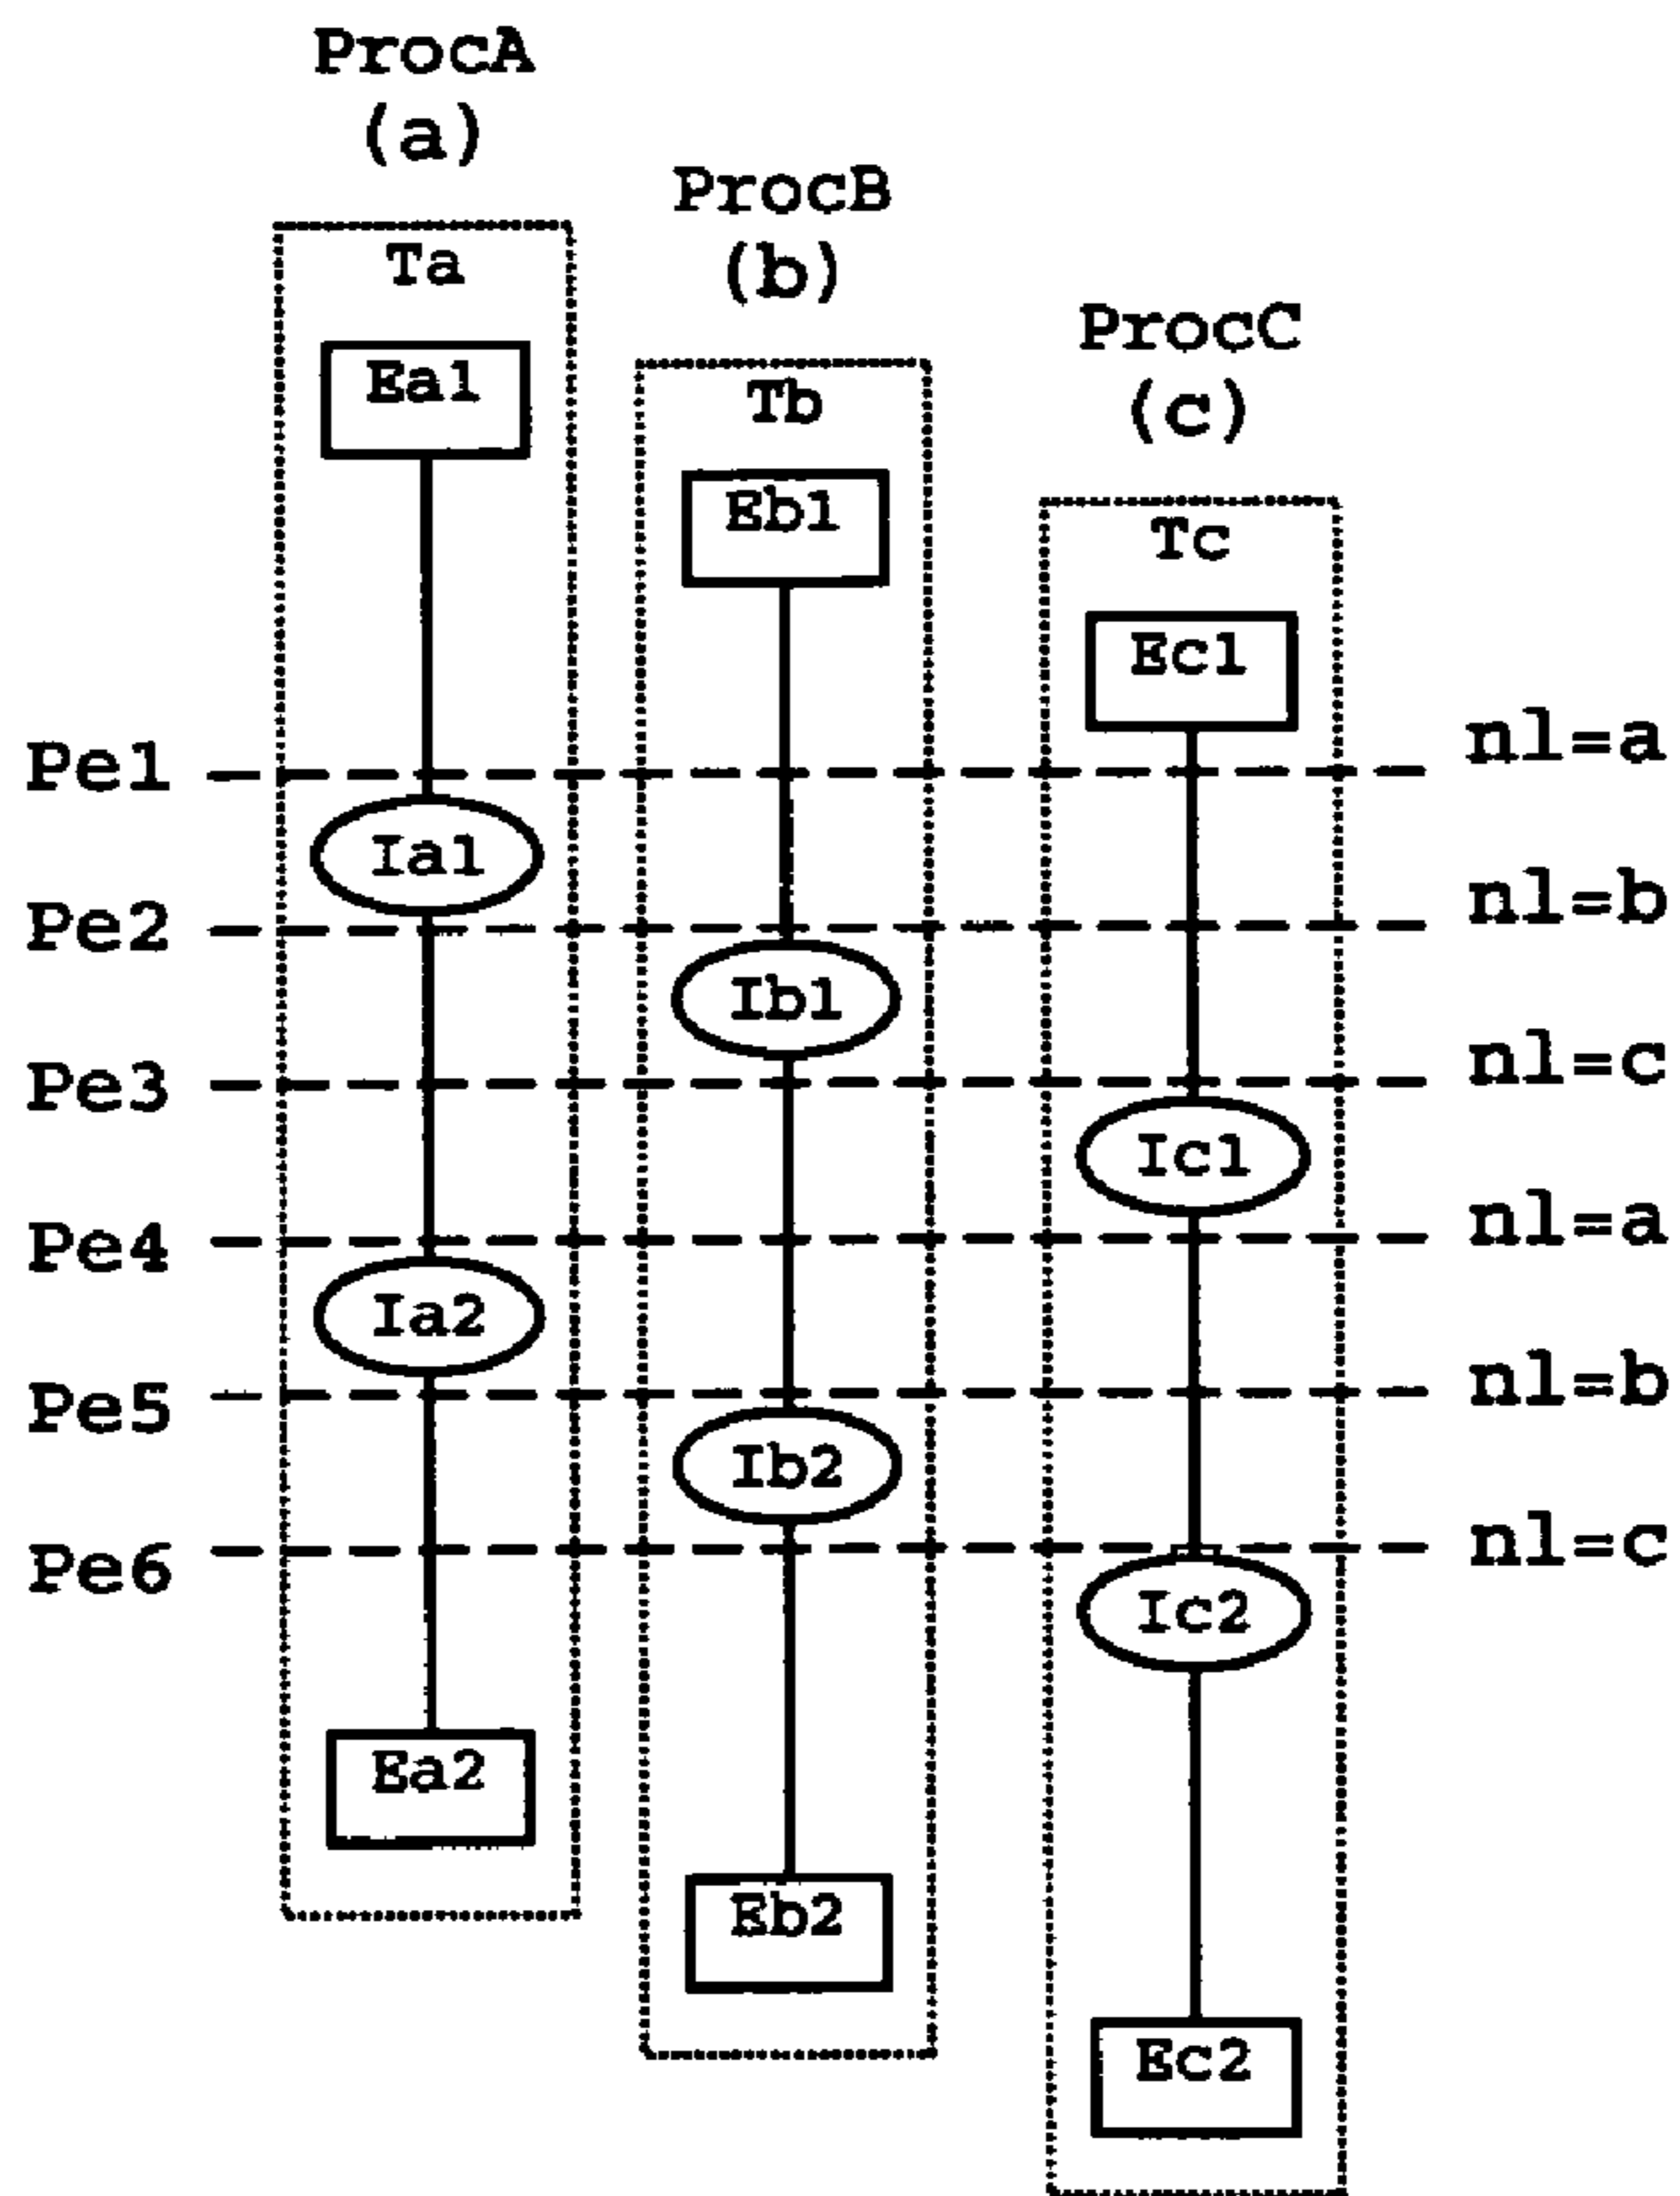 ProcA
(a)
ProcB
(b)
Ta
ProcC
(c)
Ea1
Tb
Eb1
Tc
Ec1
Pe1
nl=a
Ia1
Pe2
nl=b
Ib1
Pe3
nl=c
Ic1
Pe4
nl=a
Ia2
Pe5
nl=b
Ib2
Pe6
nl=c
Ic2
Ea2
Eb2
Ec2